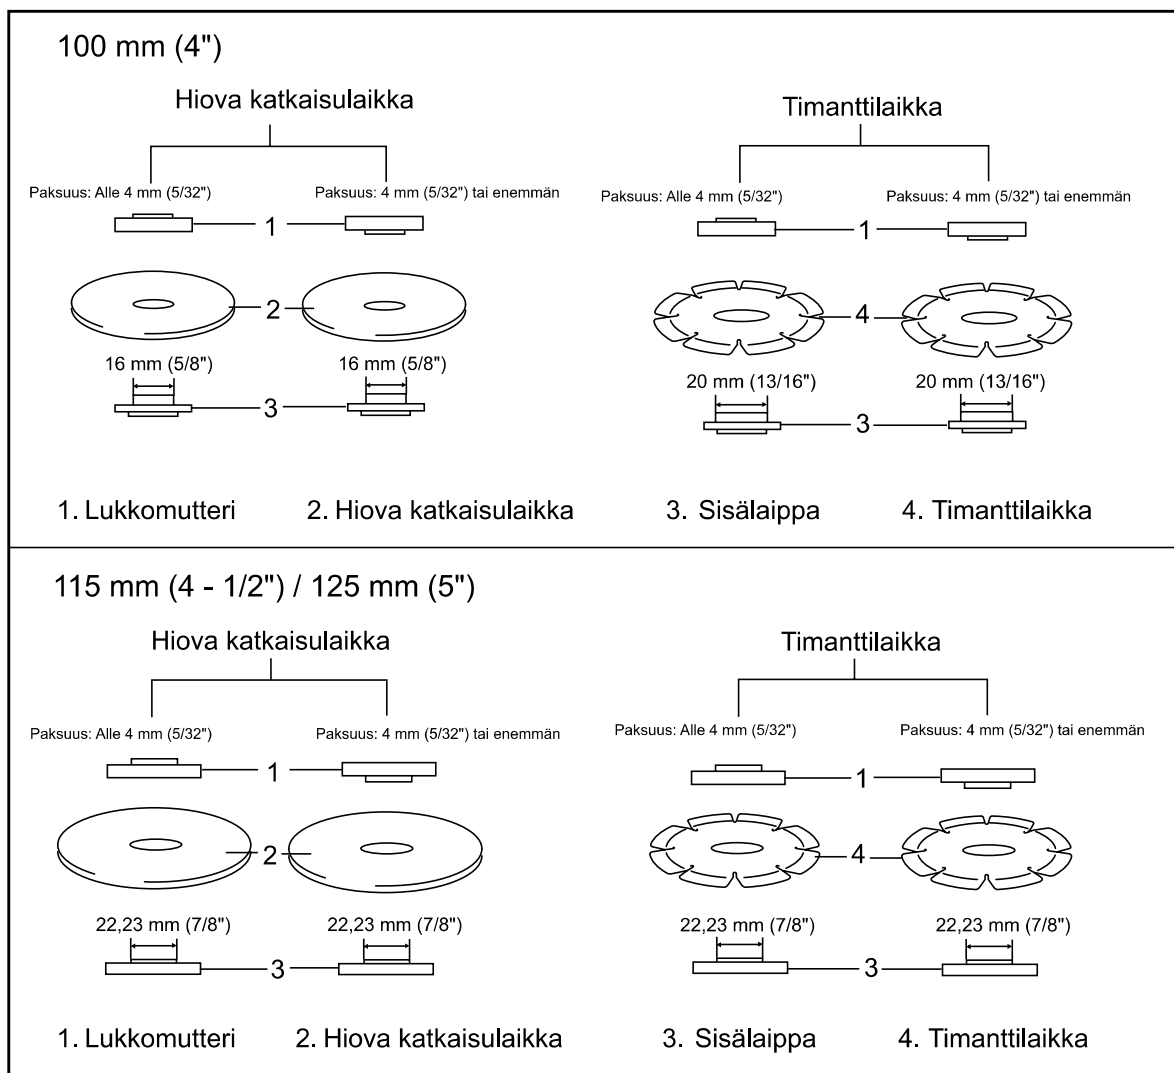 100 mm (4")
Hiova katkaisulaikka
Timanttilaikka
Paksuus: Alle 4 mm (5/32")
Paksuus: 4 mm (5/32") tai enemmän
Paksuus: Alle 4 mm (5/32")
Paksuus: 4 mm (5/32") tai enemmän
1
1
2
4
16 mm (5/8")
16 mm (5/8")
20 mm (13/16")
20 mm (13/16")
3
3
1. Lukkomutteri
2. Hiova katkaisulaikka
3. Sisälaippa
4. Timanttilaikka
115 mm (4 - 1/2") / 125 mm (5")
Hiova katkaisulaikka
Timanttilaikka
Paksuus: Alle 4 mm (5/32")
Paksuus: 4 mm (5/32") tai enemmän
Paksuus: Alle 4 mm (5/32")
Paksuus: 4 mm (5/32") tai enemmän
1
1
2
4
22,23 mm (7/8")
22,23 mm (7/8")
22,23 mm (7/8")
22,23 mm (7/8")
3
3
1. Lukkomutteri
2. Hiova katkaisulaikka
3. Sisälaippa
4. Timanttilaikka